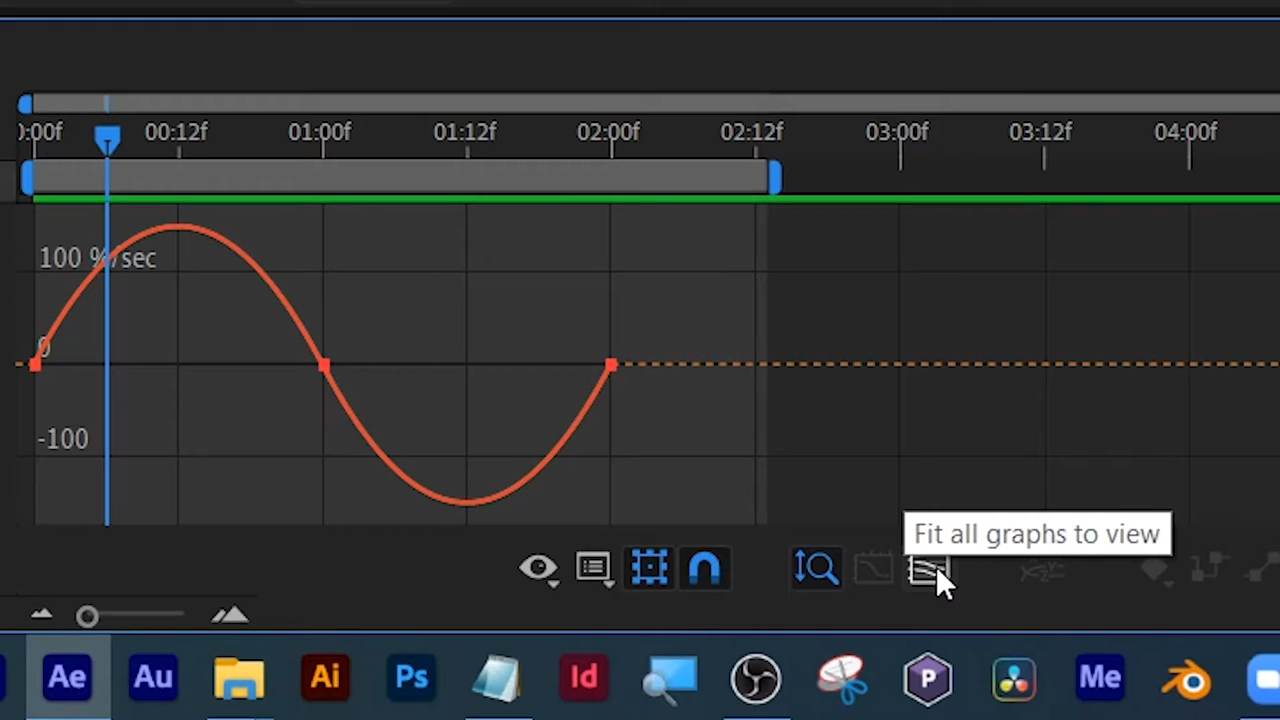 0:00f 00:12f 01:00f 01:12f 02:00f 02:12f 03:00f 03:12f 04:00f
100 %/sec
0
-100
Fit all graphs to view
Ae Au Ai Ps Id P Me